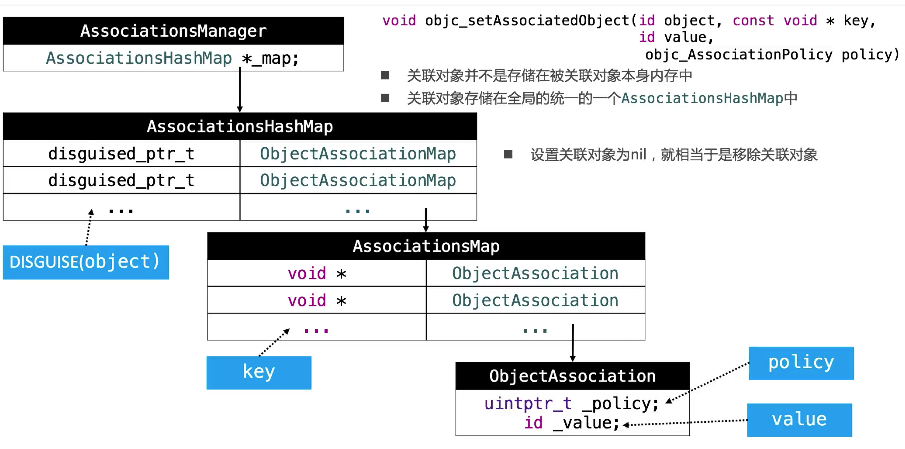 AssociationsManager
AssociationsHashMap *_map;
void objc_setAssociatedObject(id object, const void * key,
id value,
objc_AssociationPolicy policy)
■ 关联对象并不是存储在被关联对象本身内存中
■ 关联对象存储在全局的统一的一个AssociationsHashMap中
AssociationsHashMap
disguised_ptr_t ObjectAssociationMap
disguised_ptr_t ObjectAssociationMap
... ...
■ 设置关联对象为nil，就相当于是移除关联对象
DISGUISE(object)
AssociationsMap
void * ObjectAssociation
void * ObjectAssociation
... ...
key
ObjectAssociation
uintptr_t _policy;
id _value;
policy
value